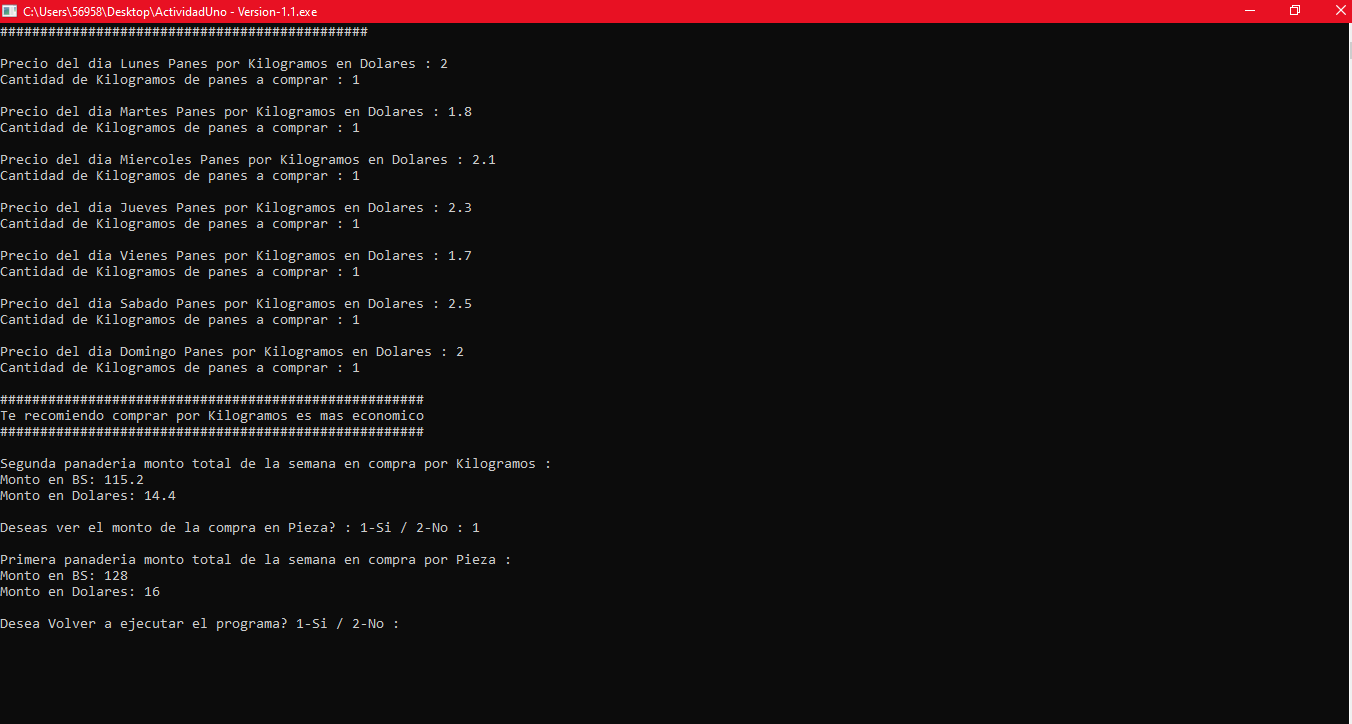 C:\Users\56958\Desktop\ActividadUno - Version-1.1.exe
##############################################
Precio del dia Lunes Panes por Kilogramos en Dolares : 2
Cantidad de Kilogramos de panes a comprar : 1
Precio del dia Martes Panes por Kilogramos en Dolares : 1.8
Cantidad de Kilogramos de panes a comprar : 1
Precio del dia Miercoles Panes por Kilogramos en Dolares : 2.1
Cantidad de Kilogramos de panes a comprar : 1
Precio del dia Jueves Panes por Kilogramos en Dolares : 2.3
Cantidad de Kilogramos de panes a comprar : 1
Precio del dia Vienes Panes por Kilogramos en Dolares : 1.7
Cantidad de Kilogramos de panes a comprar : 1
Precio del dia Sabado Panes por Kilogramos en Dolares : 2.5
Cantidad de Kilogramos de panes a comprar : 1
Precio del dia Domingo Panes por Kilogramos en Dolares : 2
Cantidad de Kilogramos de panes a comprar : 1
#####################################################
Te recomiendo comprar por Kilogramos es mas economico
#####################################################
Segunda panaderia monto total de la semana en compra por Kilogramos :
Monto en BS: 115.2
Monto en Dolares: 14.4
Deseas ver el monto de la compra en Pieza? : 1-Si / 2-No : 1
Primera panaderia monto total de la semana en compra por Pieza :
Monto en BS: 128
Monto en Dolares: 16
Desea Volver a ejecutar el programa? 1-Si / 2-No :